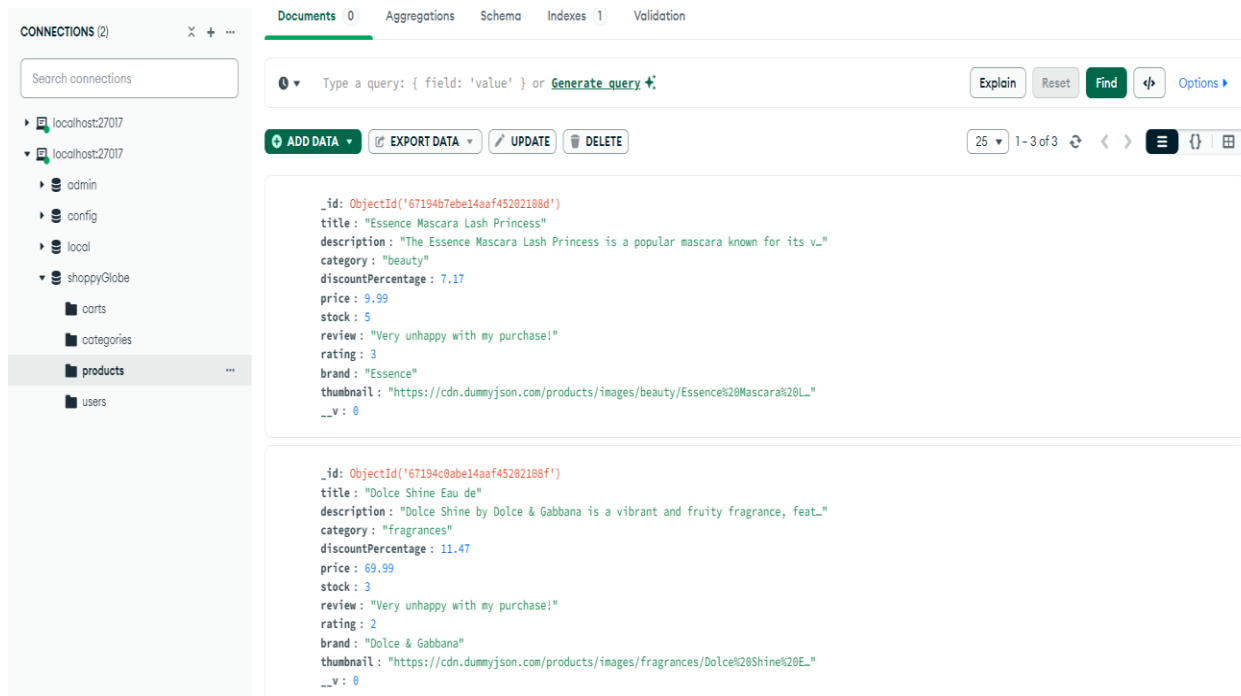 CONNECTIONS (2)
Search connections
localhost:27017
localhost:27017
admin
config
local
shoppyGlobe
carts
categories
products
users
Documents 0 Aggregations Schema Indexes 1 Validation
Type a query: { field: 'value' } or Generate query
Explain Reset Find </> Options
ADD DATA EXPORT DATA UPDATE DELETE
25 1 - 3 of 3 {}
_id: ObjectId('67194b7ebe14aaf45202108d')
title : "Essence Mascara Lash Princess"
description : "The Essence Mascara Lash Princess is a popular mascara known for its v…"
category : "beauty"
discountPercentage : 7.17
price : 9.99
stock : 5
review : "Very unhappy with my purchase!"
rating : 3
brand : "Essence"
thumbnail : "https://cdn.dummyjson.com/products/images/beauty/Essence%20Mascara%20L…"
__v : 0
_id: ObjectId('67194c0abe14aaf45202108f')
title : "Dolce Shine Eau de"
description : "Dolce Shine by Dolce & Gabbana is a vibrant and fruity fragrance, feat…"
category : "fragrances"
discountPercentage : 11.47
price : 69.99
stock : 3
review : "Very unhappy with my purchase!"
rating : 2
brand : "Dolce & Gabbana"
thumbnail : "https://cdn.dummyjson.com/products/images/fragrances/Dolce%20Shine%20E…"
__v : 0